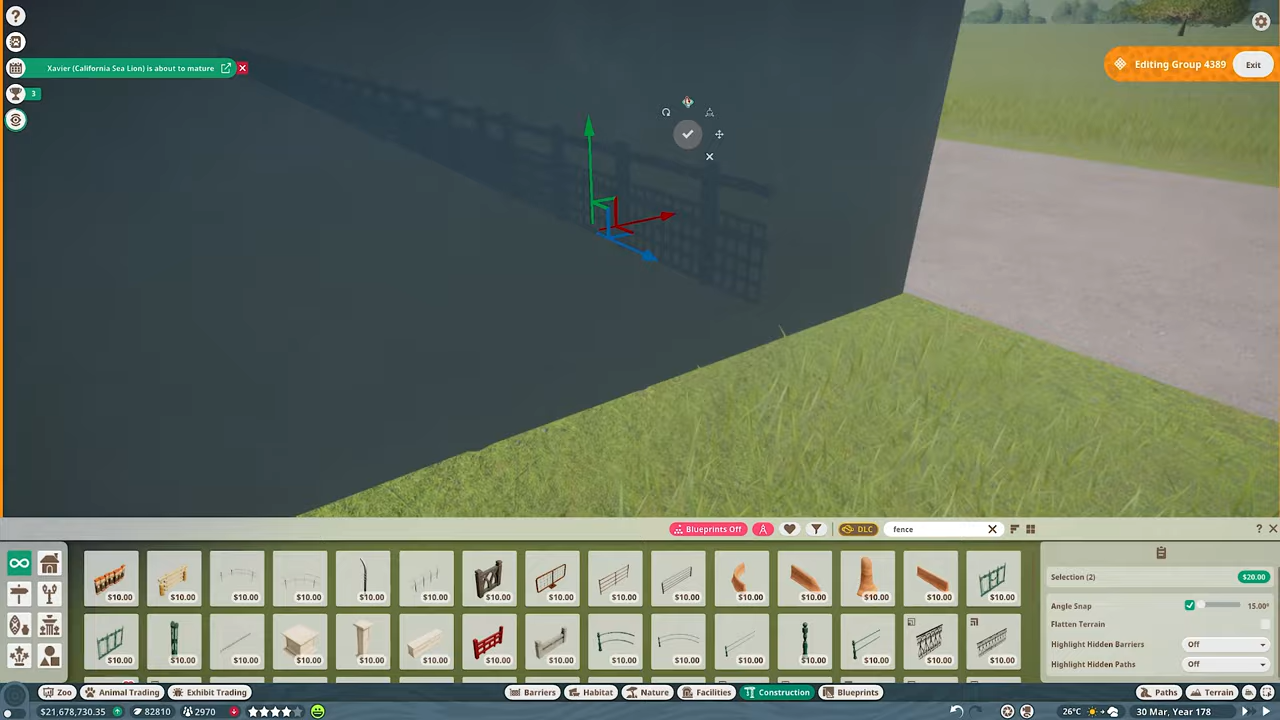 Xavier (California Sea Lion) is about to mature
3
Editing Group 4389
Exit
Blueprints Off
DLC
fence
$10.00 $10.00 $10.00 $10.00 $10.00 $10.00 $10.00 $10.00 $10.00 $10.00 $10.00 $10.00 $10.00 $10.00 $10.00
$10.00 $10.00 $10.00 $10.00 $10.00 $10.00 $10.00 $10.00 $10.00 $10.00 $10.00 $10.00 $10.00 $10.00 $10.00
Selection (2)
$20.00
Angle Snap
15.00°
Flatten Terrain
Highlight Hidden Barriers
Off
Highlight Hidden Paths
Off
Zoo
Animal Trading
Exhibit Trading
Barriers
Habitat
Nature
Facilities
Construction
Blueprints
Paths
Terrain
$21,678,730.35
82810
2970
26°C
30 Mar, Year 178